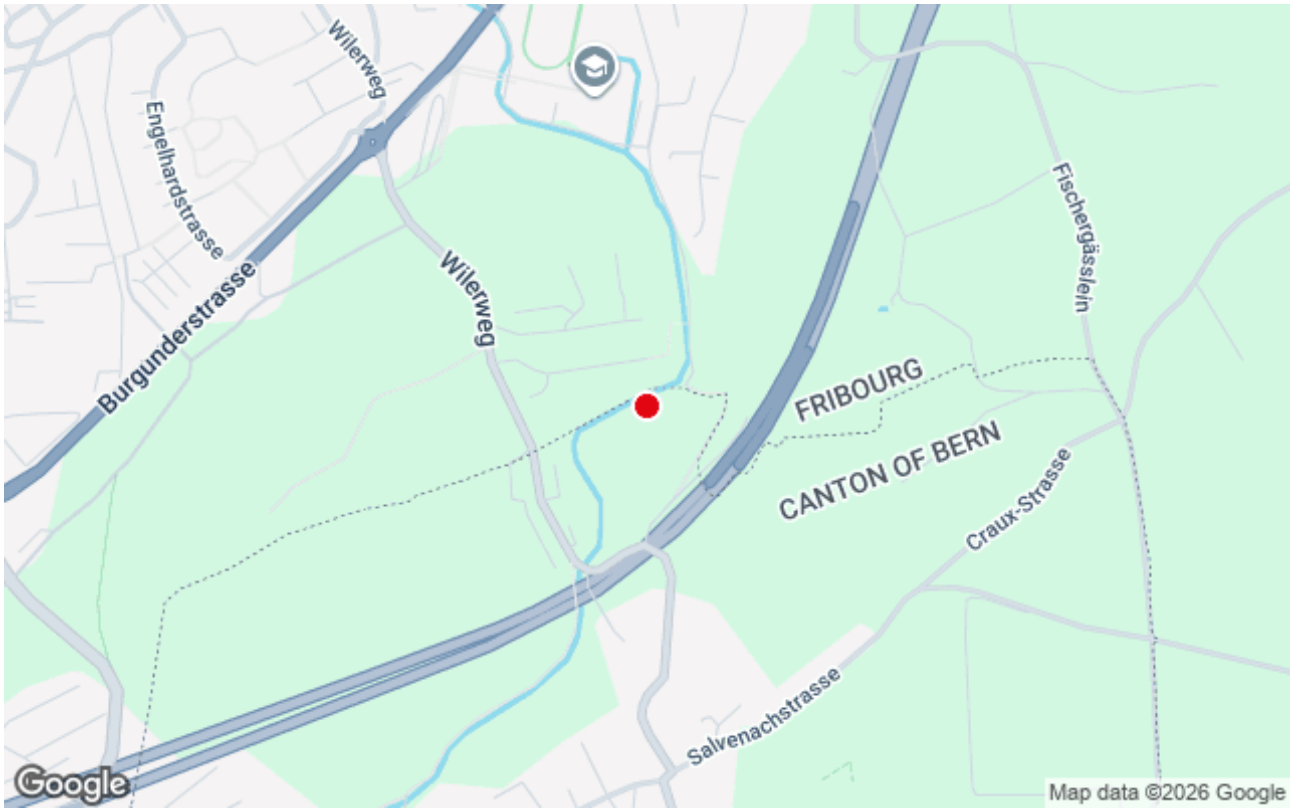 Wilerweg
Engelhardstrasse
Fischergässlein
Wilerweg
Burgunderstrasse
FRIBOURG
CANTON OF BERN
Craux-Strasse
Salvenachstrasse
Google
Map data ©2026 Google